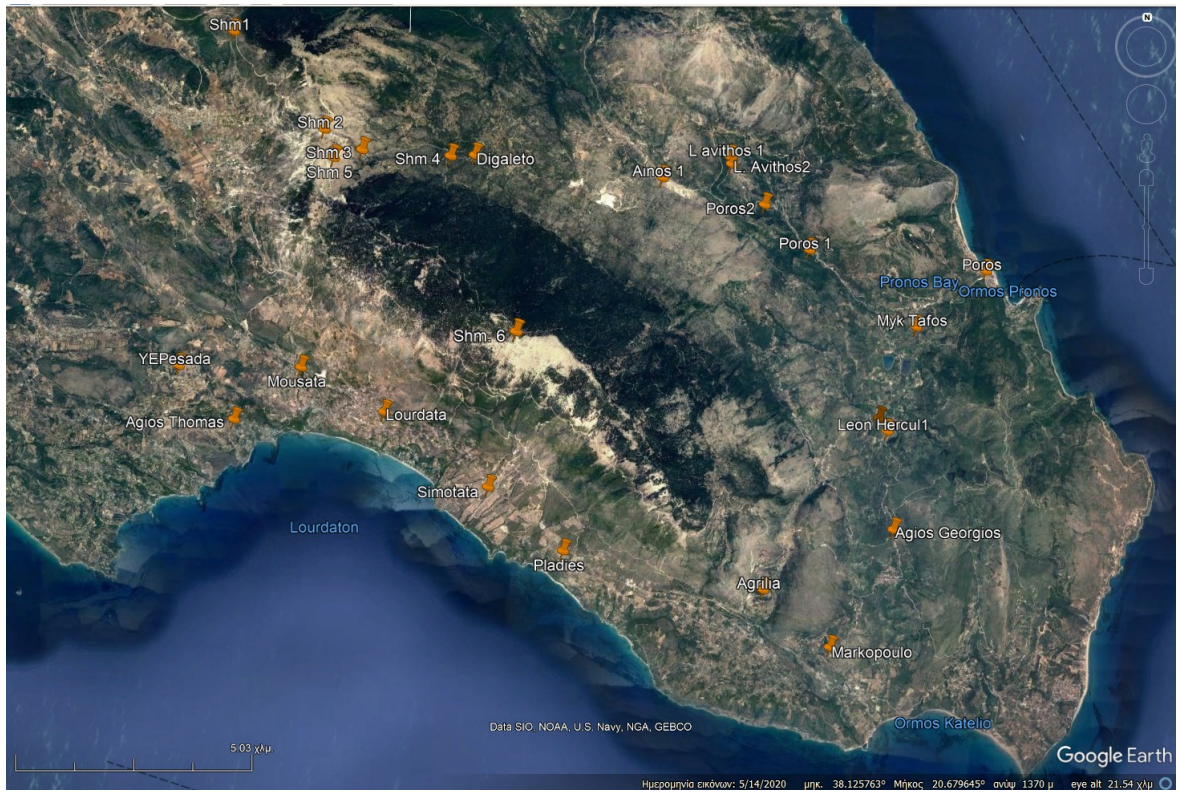 N
Shm1
Shm 2
Shm 3
Shm 5
Shm 4
Digaleto
L avithos 1
L. Avithos2
Ainos 1
Poros2
Poros 1
Poros
Pronos Bay
Ormos Pronos
Myk Tafos
Shm. 6
YEPesada
Mousata
Agios Thomas
Lourdata
Leon Hercul1
Simotata
Lourdaton
Agios Georgios
Pladies
Agrilia
Markopoulo
Ormos Katelio
Data SIO, NOAA, U.S. Navy, NGA, GEBCO
5.03 χλμ
Google Earth
Ημερομηνία εικόνων: 5/14/2020 μηκ. 38.125763° Μήκος 20.679645° ανύψ 1370 μ eye alt 21.54 χλμ